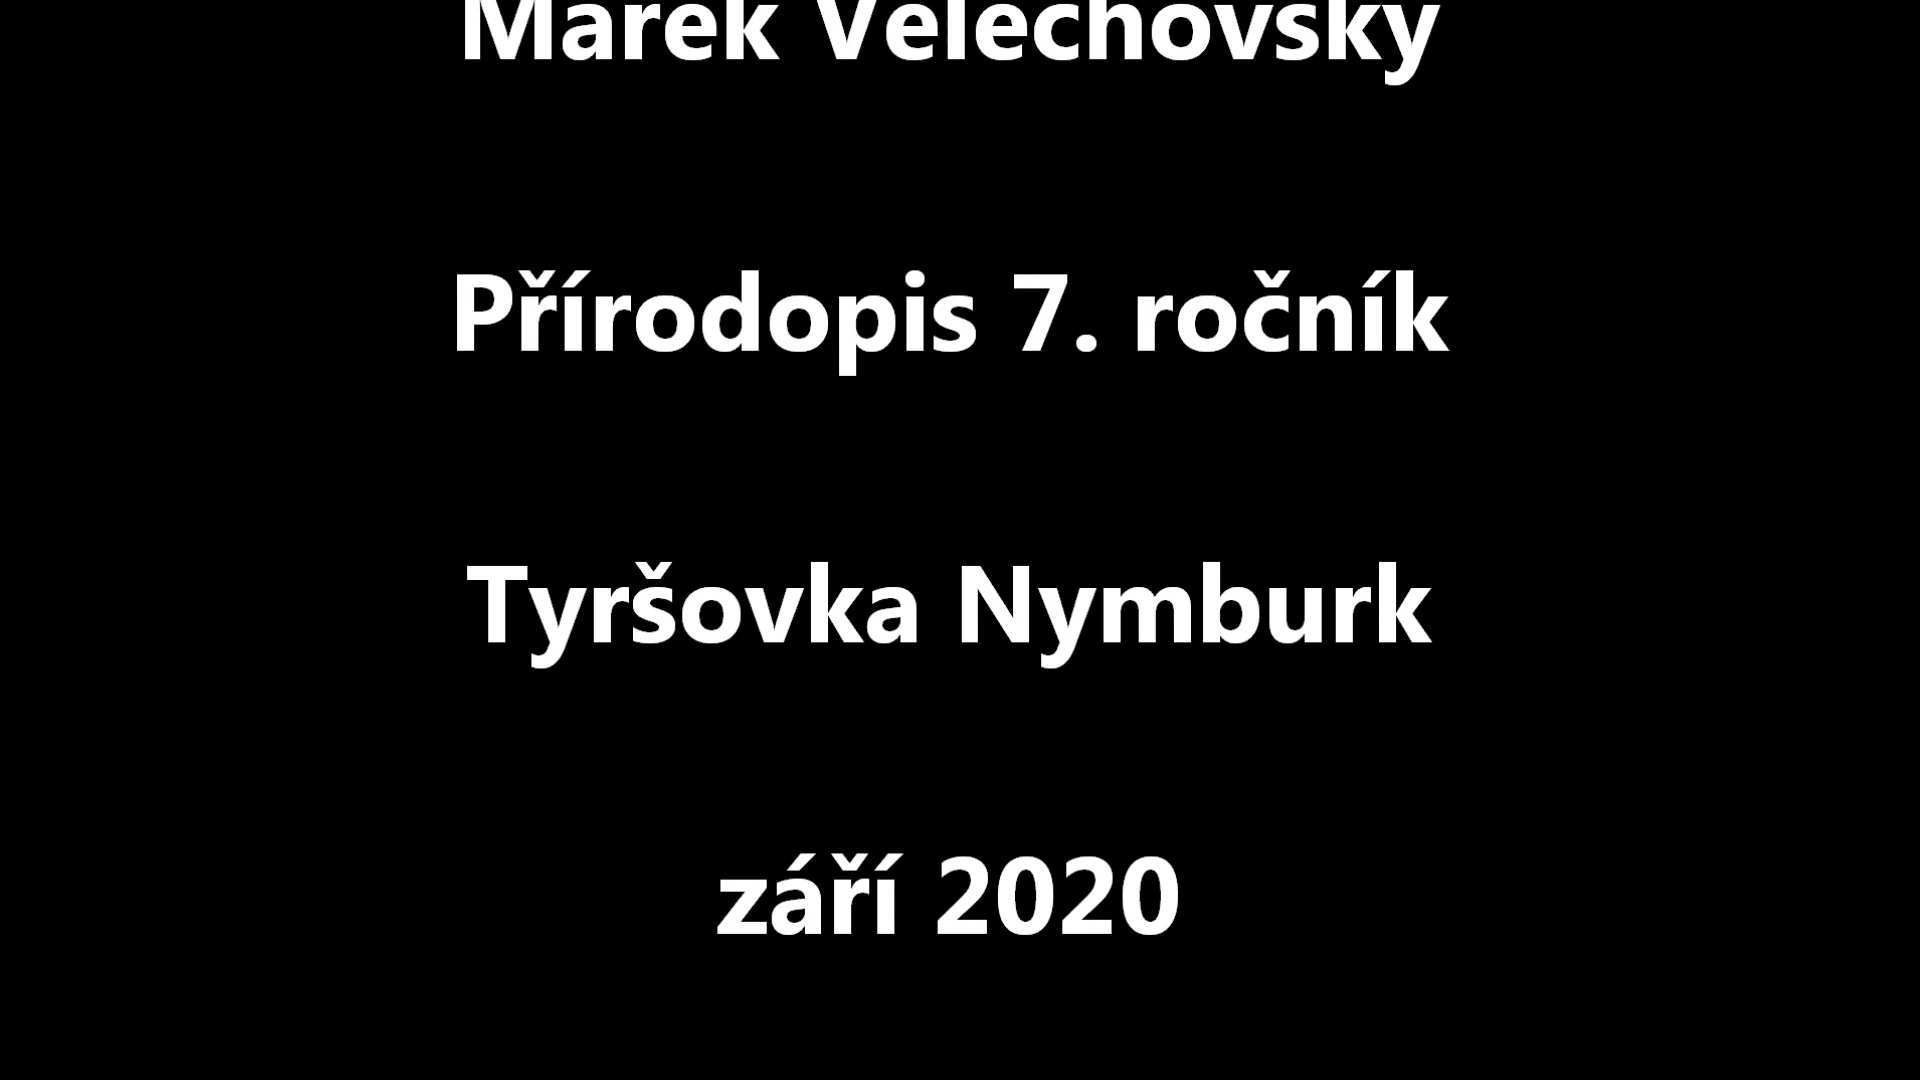 Marek Velechovský
Přírodopis 7. ročník
Tyršovka Nymburk
září 2020